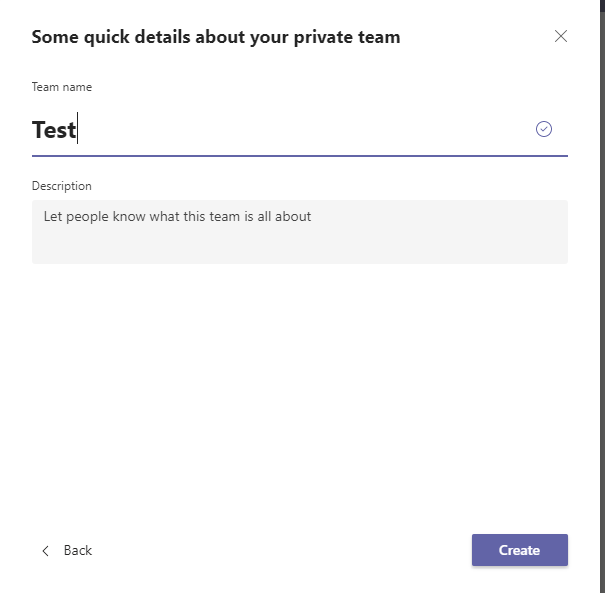 Some quick details about your private team
Team name
Test
Description
Let people know what this team is all about
Back
Create